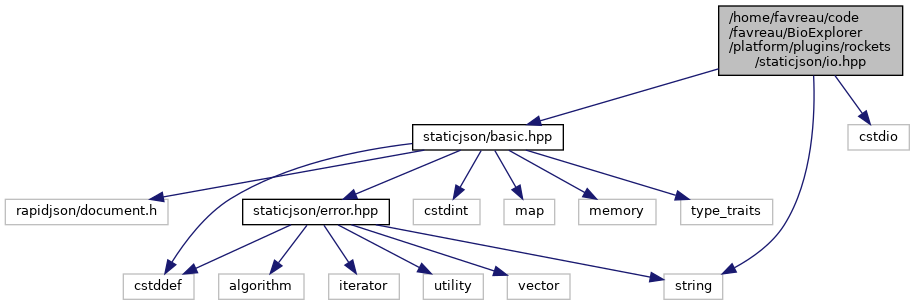 /home/favreau/code
/favreau/BioExplorer
/platform/plugins/rockets
/staticjson/io.hpp
staticjson/basic.hpp
cstdio
rapidjson/document.h
staticjson/error.hpp
cstdint
map
memory
type_traits
cstddef
algorithm
iterator
utility
vector
string